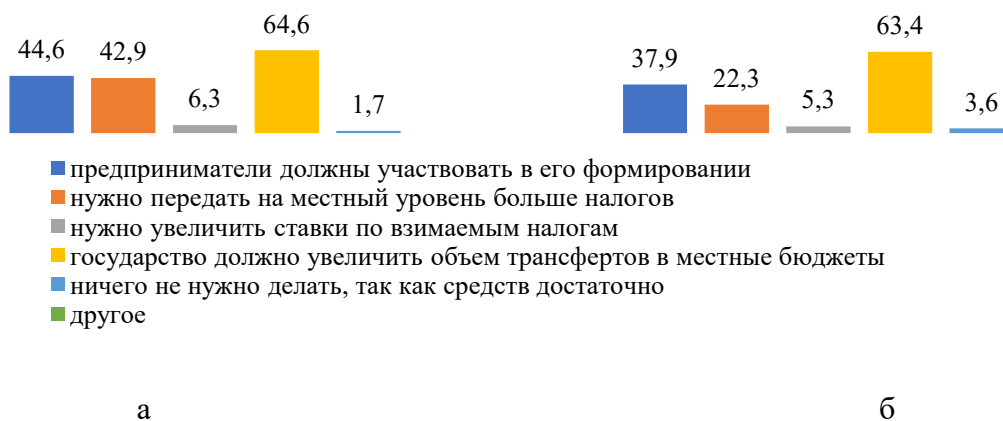 64,6
63,4
44,6
42,9
37,9
22,3
6,3
5,3
1,7
3,6
предприниматели должны участвовать в его формировании
нужно передать на местный уровень больше налогов
нужно увеличить ставки по взимаемым налогам
государство должно увеличить объем трансфертов в местные бюджеты
ничего не нужно делать, так как средств достаточно
другое
а
б